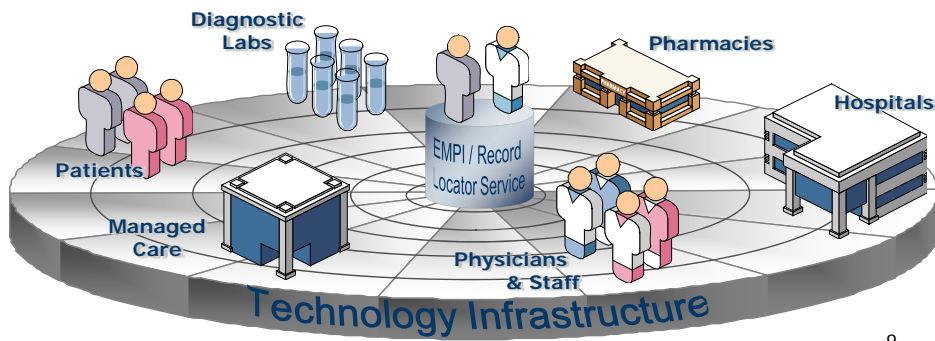 Diagnostic
Labs
Pharmacies
Hospitals
EMPI / Record
Locator Service
Patients
Managed
Care
Physicians
& Staff
Technology Infrastructure